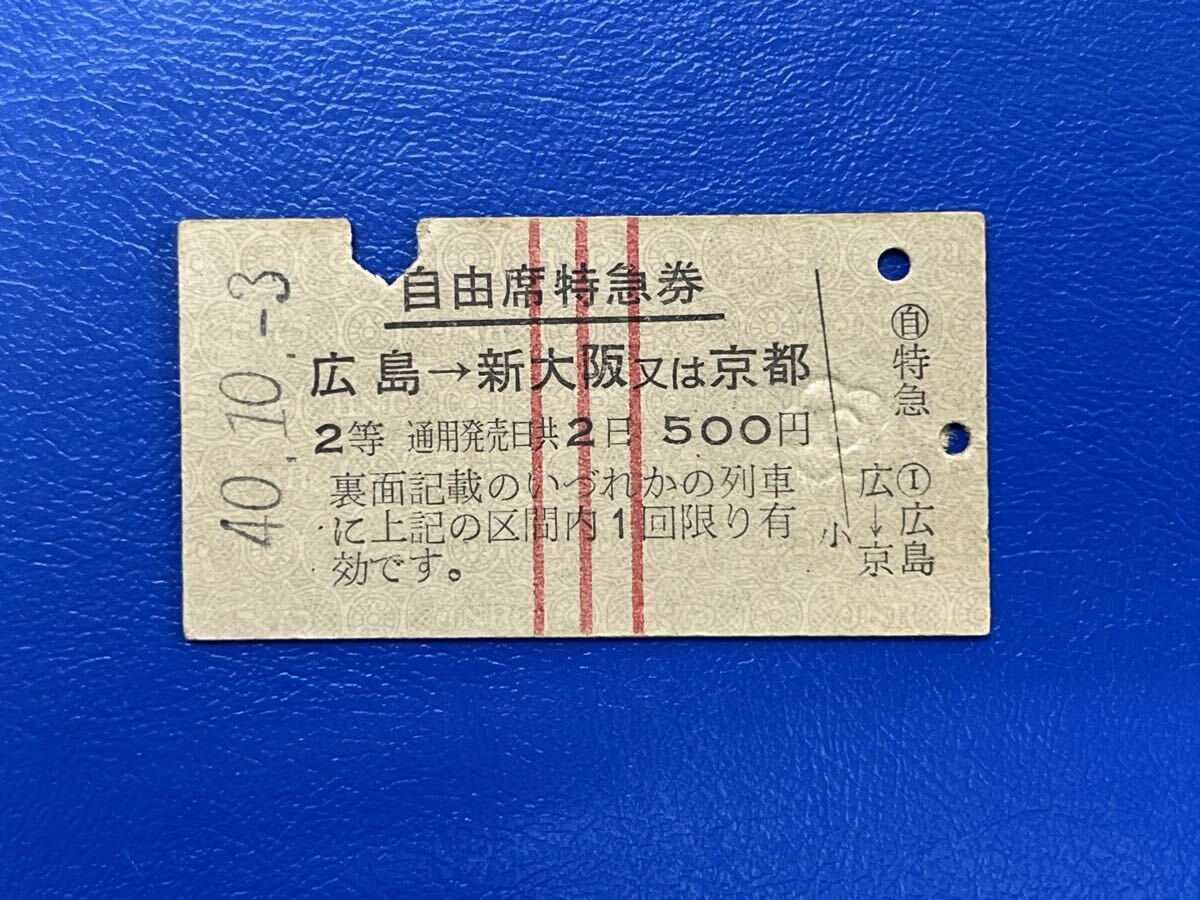 40.10.-3
自由席特急券
広島→新大阪又は京都
2等 通用発売日共2日 500円
裏面記載のいづれかの列車
に上記の区間内1回限り有
効です。
小
㊀特急
広→京
①広島